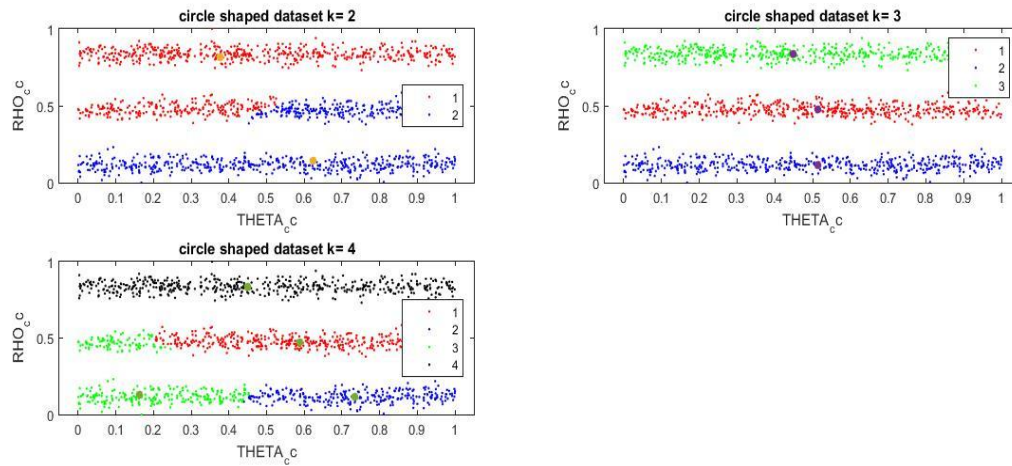 circle shaped dataset k= 2
1
0.5
0
RHO_c c
0 0.1 0.2 0.3 0.4 0.5 0.6 0.7 0.8 0.9 1
THETA_c c
1
2
circle shaped dataset k= 3
1
0.5
0
RHO_c c
0 0.1 0.2 0.3 0.4 0.5 0.6 0.7 0.8 0.9 1
THETA_c c
1
2
3
circle shaped dataset k= 4
1
0.5
0
RHO_c c
0 0.1 0.2 0.3 0.4 0.5 0.6 0.7 0.8 0.9 1
THETA_c c
1
2
3
4